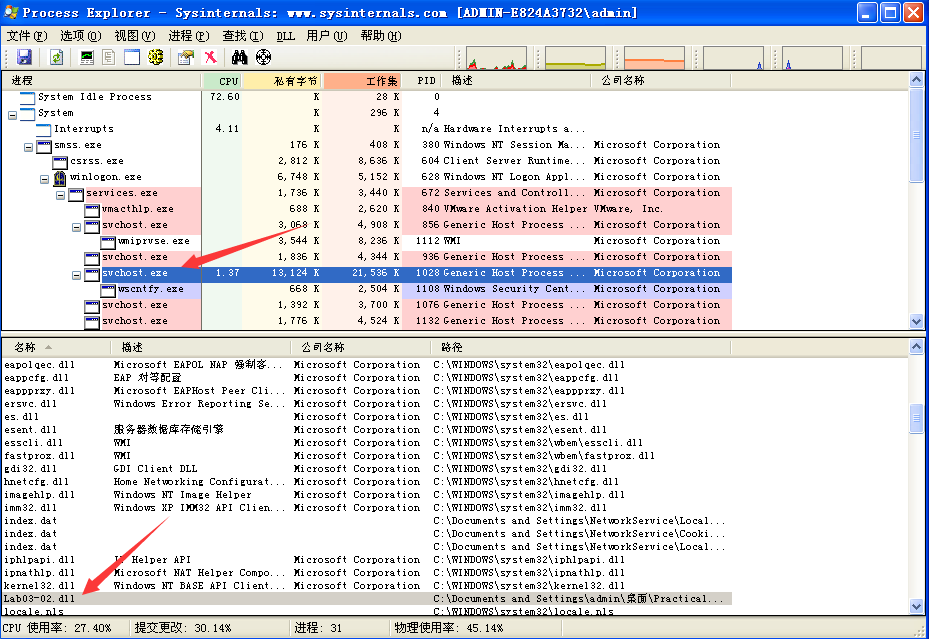 Process Explorer - Sysinternals: www.sysinternals.com [ADMIN-E824A3732\admin]
文件(F) 选项(O) 视图(V) 进程(P) 查找(I) DLL 用户(U) 帮助(H)
进程 CPU 私有字节 工作集 PID 描述 公司名称
System Idle Process 72.60 K 28 K 0
System K 296 K 4
Interrupts 4.11 K K n/a Hardware Interrupts a...
smss.exe 176 K 408 K 380 Windows NT Session Ma... Microsoft Corporation
csrss.exe 2,812 K 8,636 K 604 Client Server Runtime... Microsoft Corporation
winlogon.exe 6,748 K 5,152 K 628 Windows NT Logon Appl... Microsoft Corporation
services.exe 1,736 K 3,440 K 672 Services and Controll... Microsoft Corporation
vmacthlp.exe 688 K 2,620 K 840 VMware Activation Helper VMware, Inc.
svchost.exe 3,068 K 4,908 K 856 Generic Host Process ... Microsoft Corporation
wmiprvse.exe 3,544 K 8,236 K 1112 WMI Microsoft Corporation
svchost.exe 1,836 K 4,344 K 936 Generic Host Process ... Microsoft Corporation
svchost.exe 1.37 13,124 K 21,536 K 1028 Generic Host Process ... Microsoft Corporation
wscntfy.exe 668 K 2,504 K 1108 Windows Security Cent... Microsoft Corporation
svchost.exe 1,392 K 3,700 K 1076 Generic Host Process ... Microsoft Corporation
svchost.exe 1,776 K 4,524 K 1132 Generic Host Process ... Microsoft Corporation
名称 描述 公司名称 路径
eapolqec.dll Microsoft EAPOL NAP 强制客... Microsoft Corporation C:\WINDOWS\system32\eapolqec.dll
eappcfg.dll EAP 对等配置 Microsoft Corporation C:\WINDOWS\system32\eappcfg.dll
eappprxy.dll Microsoft EAPHost Peer Cli... Microsoft Corporation C:\WINDOWS\system32\eappprxy.dll
ersvc.dll Windows Error Reporting Se... Microsoft Corporation C:\WINDOWS\system32\ersvc.dll
es.dll Microsoft Corporation C:\WINDOWS\system32\es.dll
esent.dll 服务器数据库存储引擎 Microsoft Corporation C:\WINDOWS\system32\esent.dll
esscli.dll WMI Microsoft Corporation C:\WINDOWS\system32\wbem\esscli.dll
fastprox.dll WMI Microsoft Corporation C:\WINDOWS\system32\wbem\fastprox.dll
gdi32.dll GDI Client DLL Microsoft Corporation C:\WINDOWS\system32\gdi32.dll
hnetcfg.dll Home Networking Configurat... Microsoft Corporation C:\WINDOWS\system32\hnetcfg.dll
imagehlp.dll Windows NT Image Helper Microsoft Corporation C:\WINDOWS\system32\imagehlp.dll
imm32.dll Windows XP IMM32 API Clien... Microsoft Corporation C:\WINDOWS\system32\imm32.dll
index.dat C:\Documents and Settings\NetworkService\Local...
index.dat C:\Documents and Settings\NetworkService\Cooki...
index.dat C:\Documents and Settings\NetworkService\Local...
iphlpapi.dll Helper API Microsoft Corporation C:\WINDOWS\system32\iphlpapi.dll
ipnathlp.dll Microsoft NAT Helper Compo... Microsoft Corporation C:\WINDOWS\system32\ipnathlp.dll
kernel32.dll Windows NT BASE API Client... Microsoft Corporation C:\WINDOWS\system32\kernel32.dll
Lab03-02.dll C:\Documents and Settings\admin\桌面\Practical...
locale.nls C:\WINDOWS\system32\locale.nls
CPU 使用率: 27.40% 提交更改: 30.14% 进程: 31 物理使用率: 45.14%